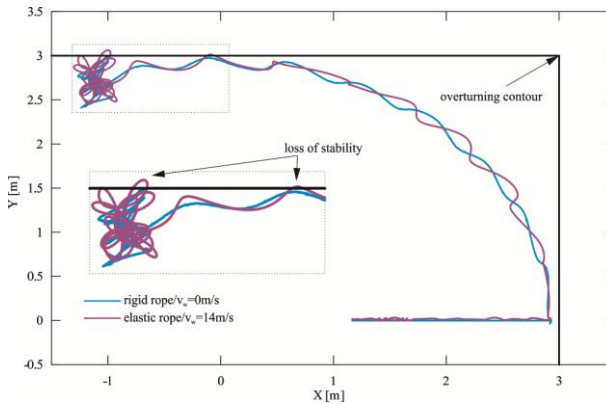 3.5
3
overturning contour
2.5
2
loss of stability
Y [m]
1.5
1
0.5
rigid rope/vw=0m/s
elastic rope/vw=14m/s
0
-0.5
-1
0
1
2
3
X [m]